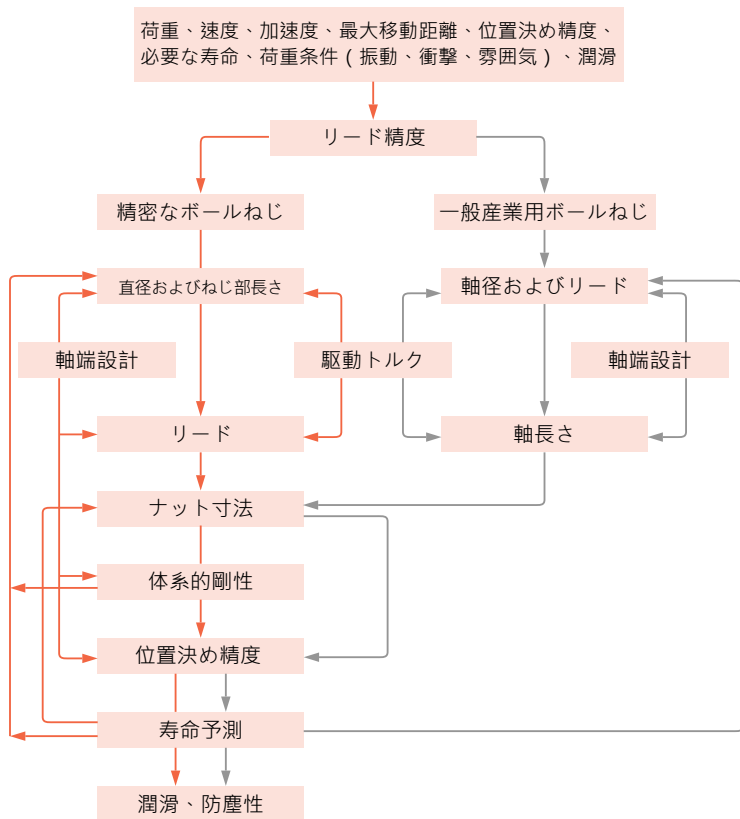 荷重、速度、加速度、最大移動距離、位置決め精度、
必要な寿命、荷重条件（振動、衝撃、雰囲気）、潤滑
リード精度
精密なボールねじ
一般産業用ボールねじ
直径およびねじ部長さ
軸径およびリード
軸端設計
駆動トルク
軸端設計
リード
軸長さ
ナット寸法
体系的剛性
位置決め精度
寿命予測
潤滑、防塵性